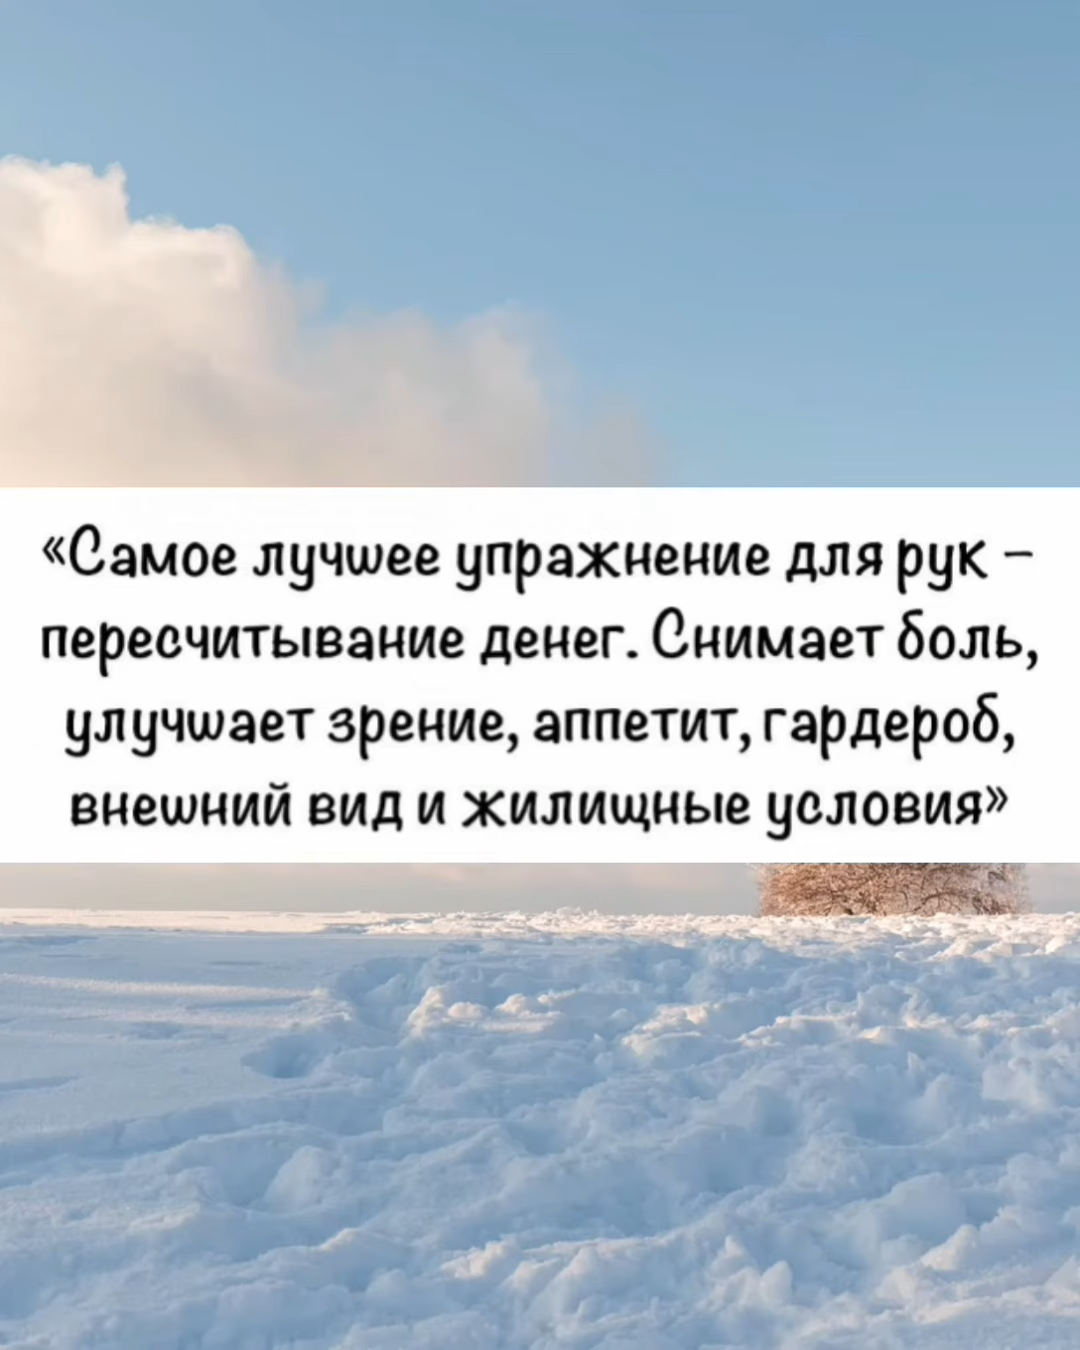 «Самое лучшее упражнение для рук –
пересчитывание денег. Снимает боль,
улучшает зрение, аппетит, гардероб,
внешний вид и жилищные условия»